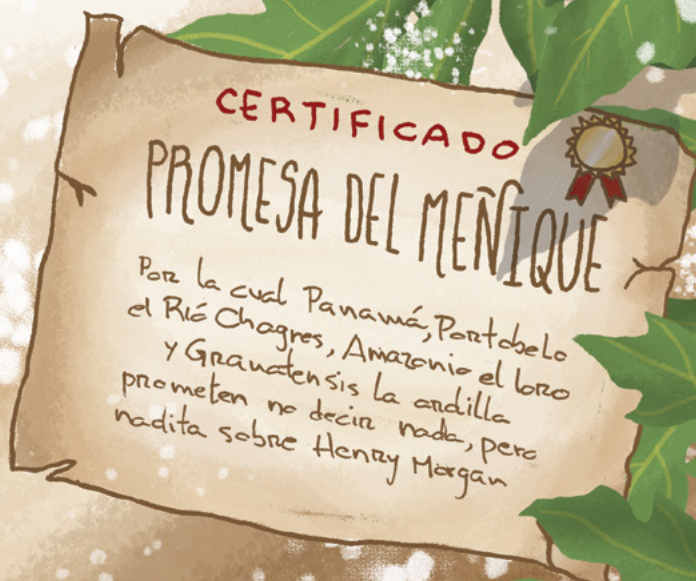 CERTIFICADO
PROMESA DEL MEÑIQUE
Por la cual Panamá, Portobelo
el Rió Chagres, Amazonio el loro
y Granatensis la ardilla
prometen no decir nada, pero
nadita sobre Henry Morgan